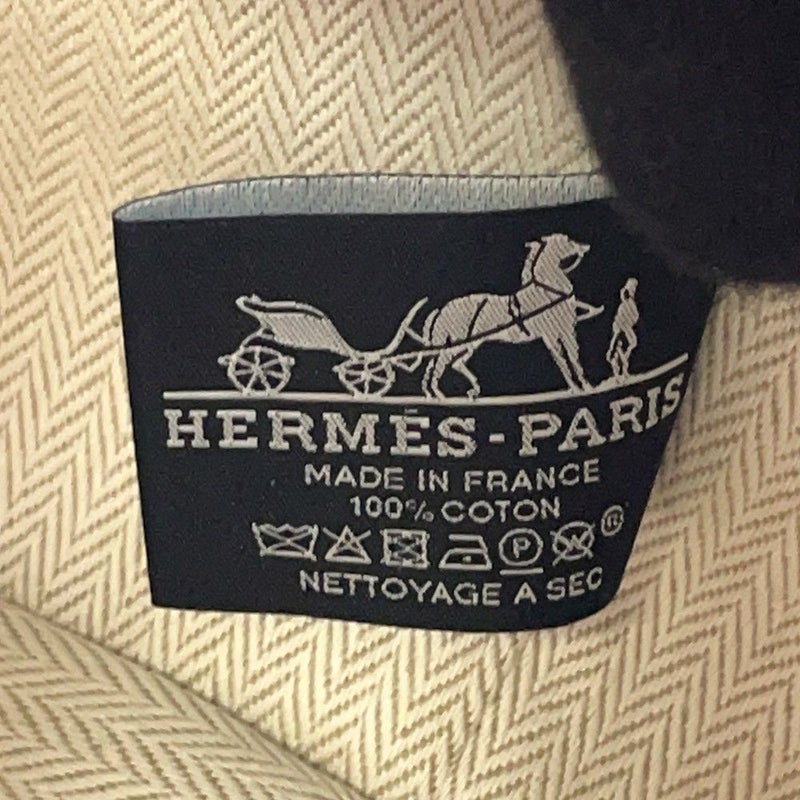 HERMÈS-PARIS
MADE IN FRANCE
100% COTON
P W ®
NETTOYAGE A SEC